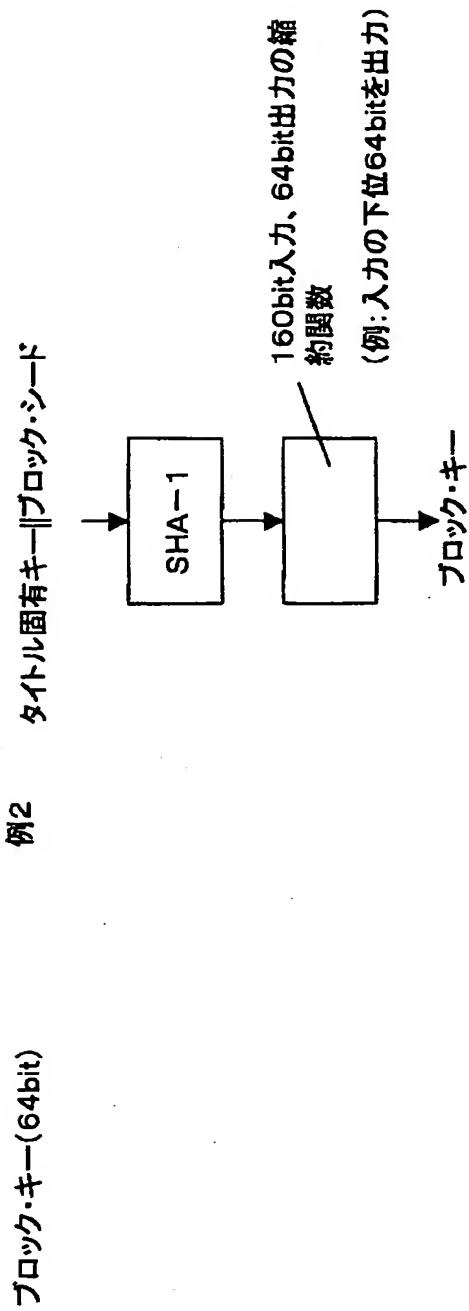 ブロック・キー(64bit)
例2
タイトル固有キー||ブロック・シード
SHA-1
160bit入力、64bit出力の縮
約関数
(例:入力の下位64bitを出力)
ブロック・キー